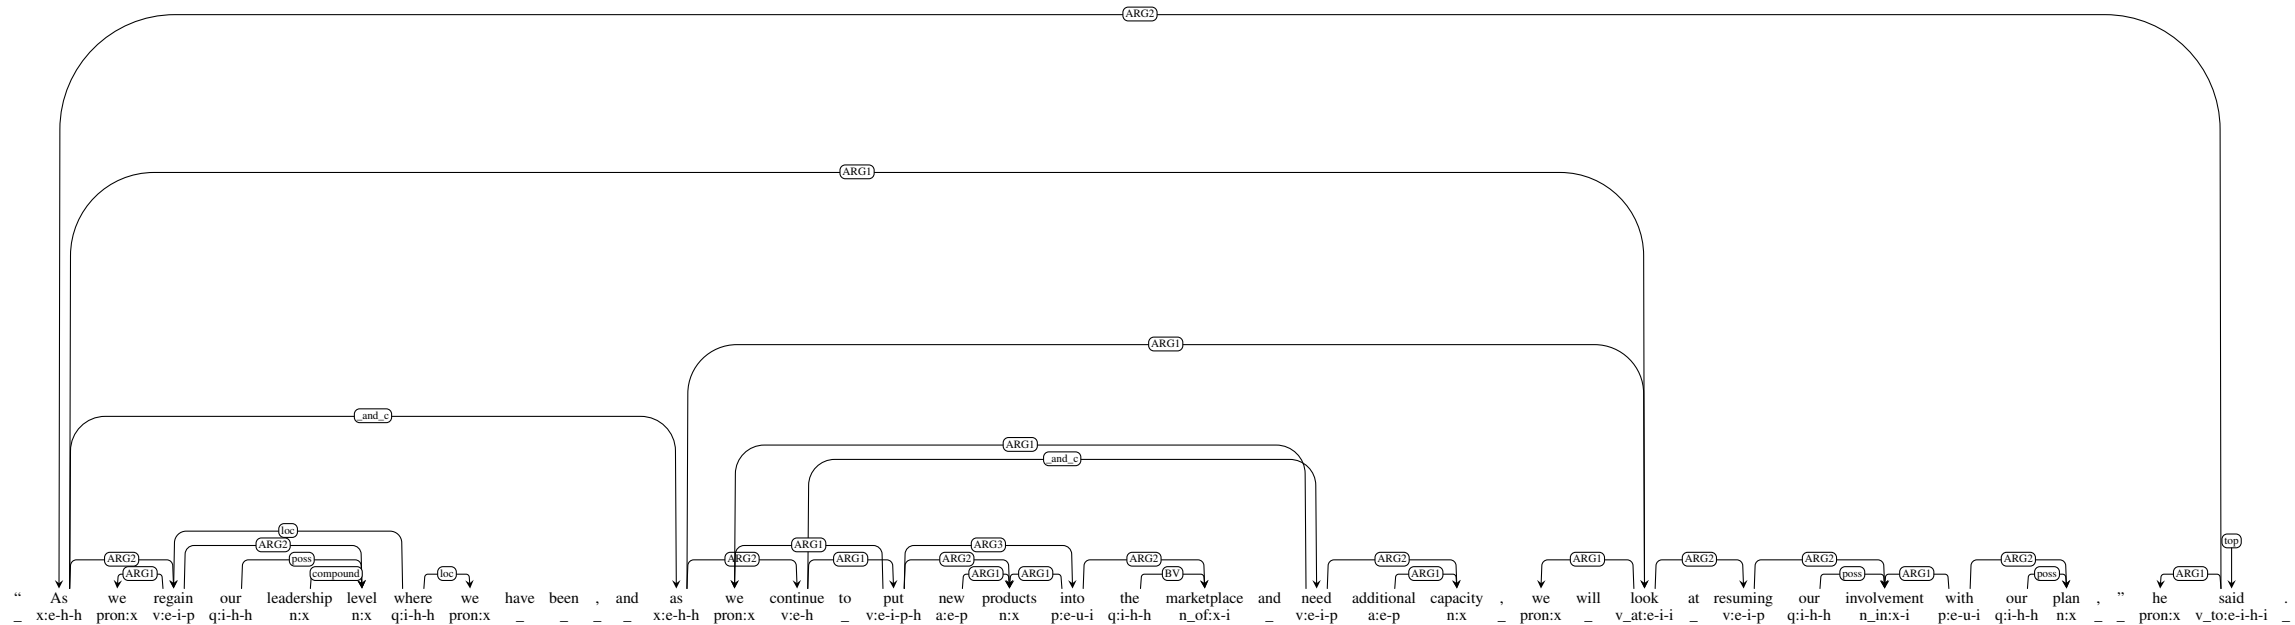 ARG2
ARG1
ARG1
_and_c
ARG1
_and_c
loc
top
ARG2 ARG1 ARG3
ARG2 poss ARG2 ARG1 ARG2 ARG2 ARG2 ARG1 ARG2 ARG2 ARG2
ARG1 compound loc ARG1 ARG1 BV ARG1 poss ARG1 poss ARG1
“ As we regain our leadership level where we have been , and as we continue to put new products into the marketplace and need additional capacity , we will look at resuming our involvement with our plan , ” he said .
_ x:e-h-h pron:x v:e-i-p q:i-h-h n:x n:x q:i-h-h pron:x _ _ _ _ x:e-h-h pron:x v:e-h _ v:e-i-p-h a:e-p n:x p:e-u-i q:i-h-h n_of:x-i _ v:e-i-p a:e-p n:x _ pron:x _ v_at:e-i-i _ v:e-i-p q:i-h-h n_in:x-i p:e-u-i q:i-h-h n:x _ _ pron:x v_to:e-i-h-i _